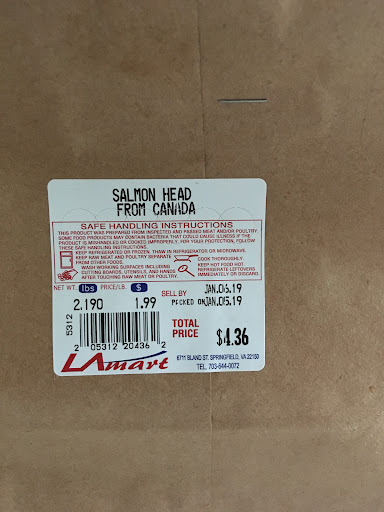 SALMON HEAD
FROM CANADA
SAFE HANDLING INSTRUCTIONS
THIS PRODUCT WAS PREPARED FROM INSPECTED AND PASSED MEAT AND/OR POULTRY
SOME FOOD PRODUCTS MAY CONTAIN BACTERIA THAT COULD CAUSE ILLNESS IF THE
PRODUCT IS MISHANDLED OR COOKED IMPROPERLY, FOR YOUR PROTECTION, FOLLOW
THESE SAFE HANDLING INSTRUCTIONS.
KEEP REFRIGERATED OR FROZEN. THAW IN REFRIGERATOR OR MICROWAVE.
KEEP RAW MEAT AND POULTRY SEPARATE
FROM OTHER FOODS.
WASH WORKING SURFACES INCLUDING
CUTTING BOARDS, UTENSILS, AND HANDS
AFTER TOUCHING RAW MEAT OR POULTRY.
COOK THOROUGHLY.
KEEP HOT FOOD HOT.
REFRIGERATE LEFTOVERS
IMMEDIATELY OR DISCARD.
NET WT. lbs PRICE/LB. $ SELL BY JAN.06.19
2.190 1.99 PACKED ON JAN.05.19
5312
TOTAL
PRICE $4.36
2 05312 20436 2
LAmart
6711 BLAND ST. SPRINGFIELD, VA 22150
TEL. 703-644-0072